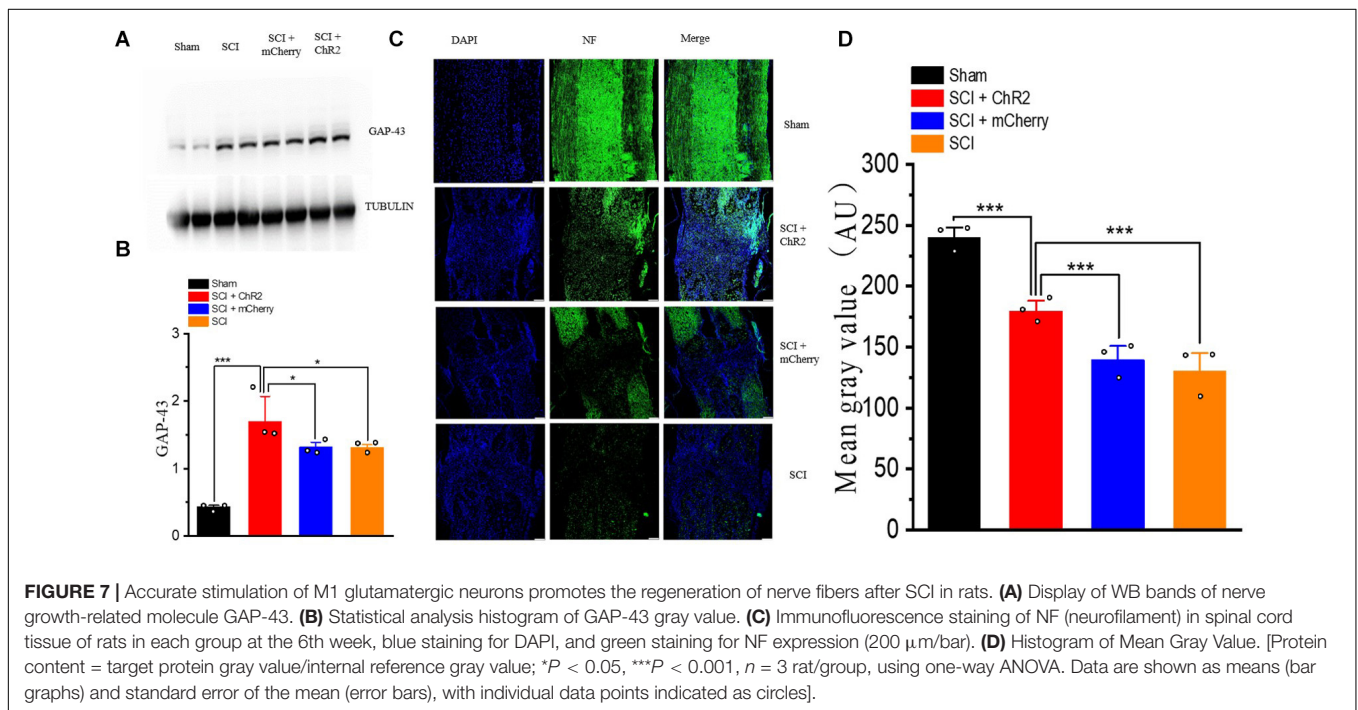 A
Sham SCI SCI + mCherry SCI + ChR2
GAP-43
TUBULIN
B
Sham
SCI + ChR2
SCI + mCherry
SCI
GAP-43
3
2
1
0
***
*
*
C
DAPI NF Merge
Sham
SCI + ChR2
SCI + mCherry
SCI
D
Sham
SCI + ChR2
SCI + mCherry
SCI
Mean gray value (AU)
300
250
200
150
100
50
0
***
***
***
FIGURE 7 | Accurate stimulation of M1 glutamatergic neurons promotes the regeneration of nerve fibers after SCI in rats. (A) Display of WB bands of nerve
growth-related molecule GAP-43. (B) Statistical analysis histogram of GAP-43 gray value. (C) Immunofluorescence staining of NF (neurofilament) in spinal cord
tissue of rats in each group at the 6th week, blue staining for DAPI, and green staining for NF expression (200 μm/bar). (D) Histogram of Mean Gray Value. [Protein
content = target protein gray value/internal reference gray value; *P < 0.05, ***P < 0.001, n = 3 rat/group, using one-way ANOVA. Data are shown as means (bar
graphs) and standard error of the mean (error bars), with individual data points indicated as circles].